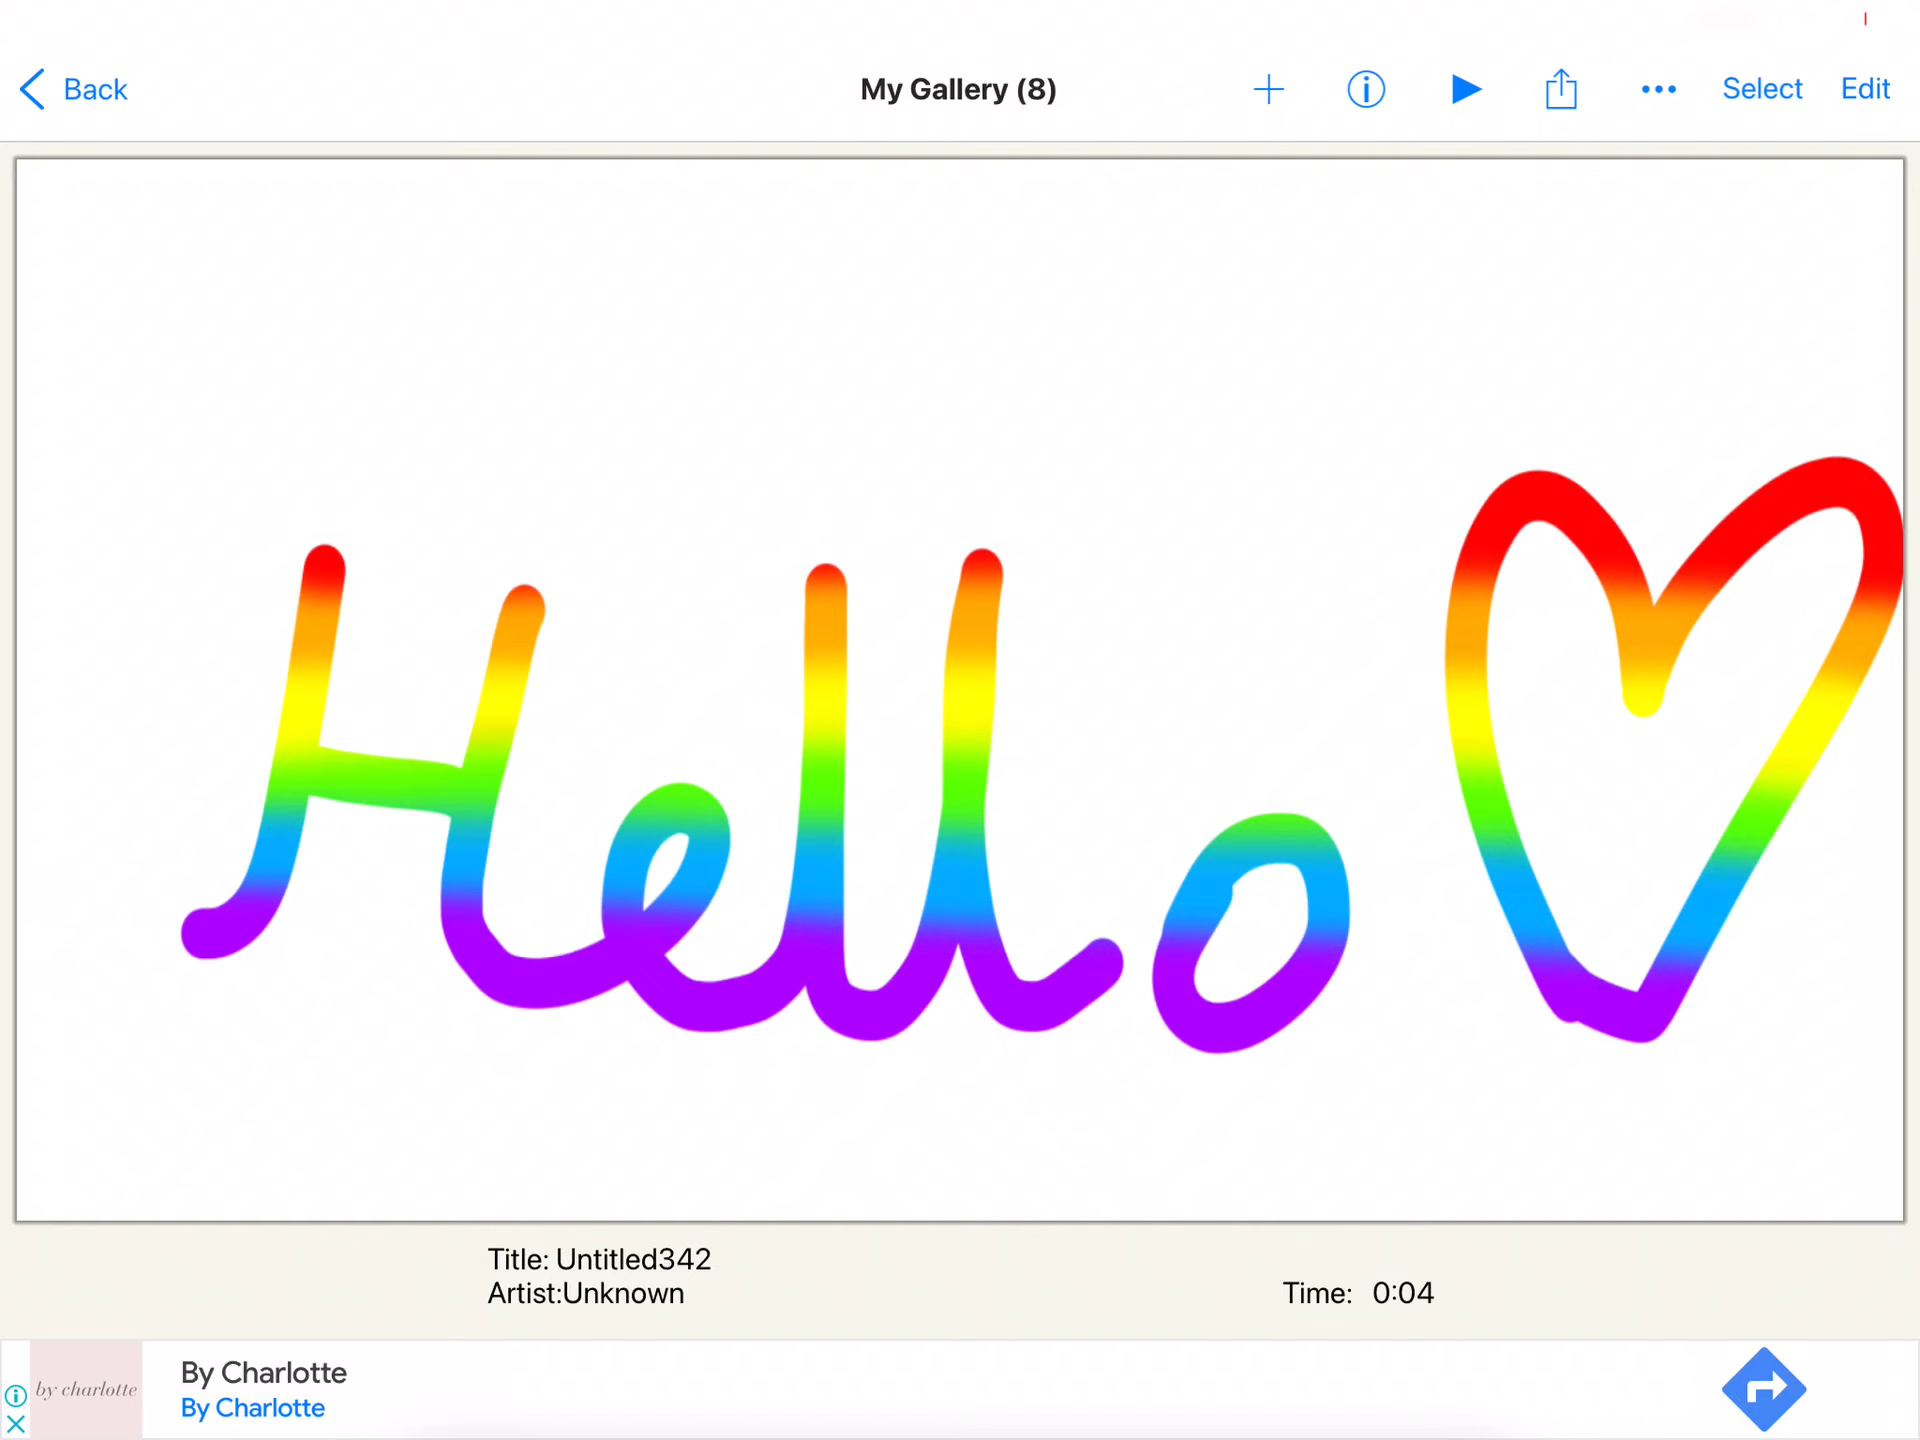 Back
My Gallery (8)
Select
Edit
Hello
Title: Untitled342
Artist:Unknown
Time: 0:04
by charlotte
By Charlotte
By Charlotte